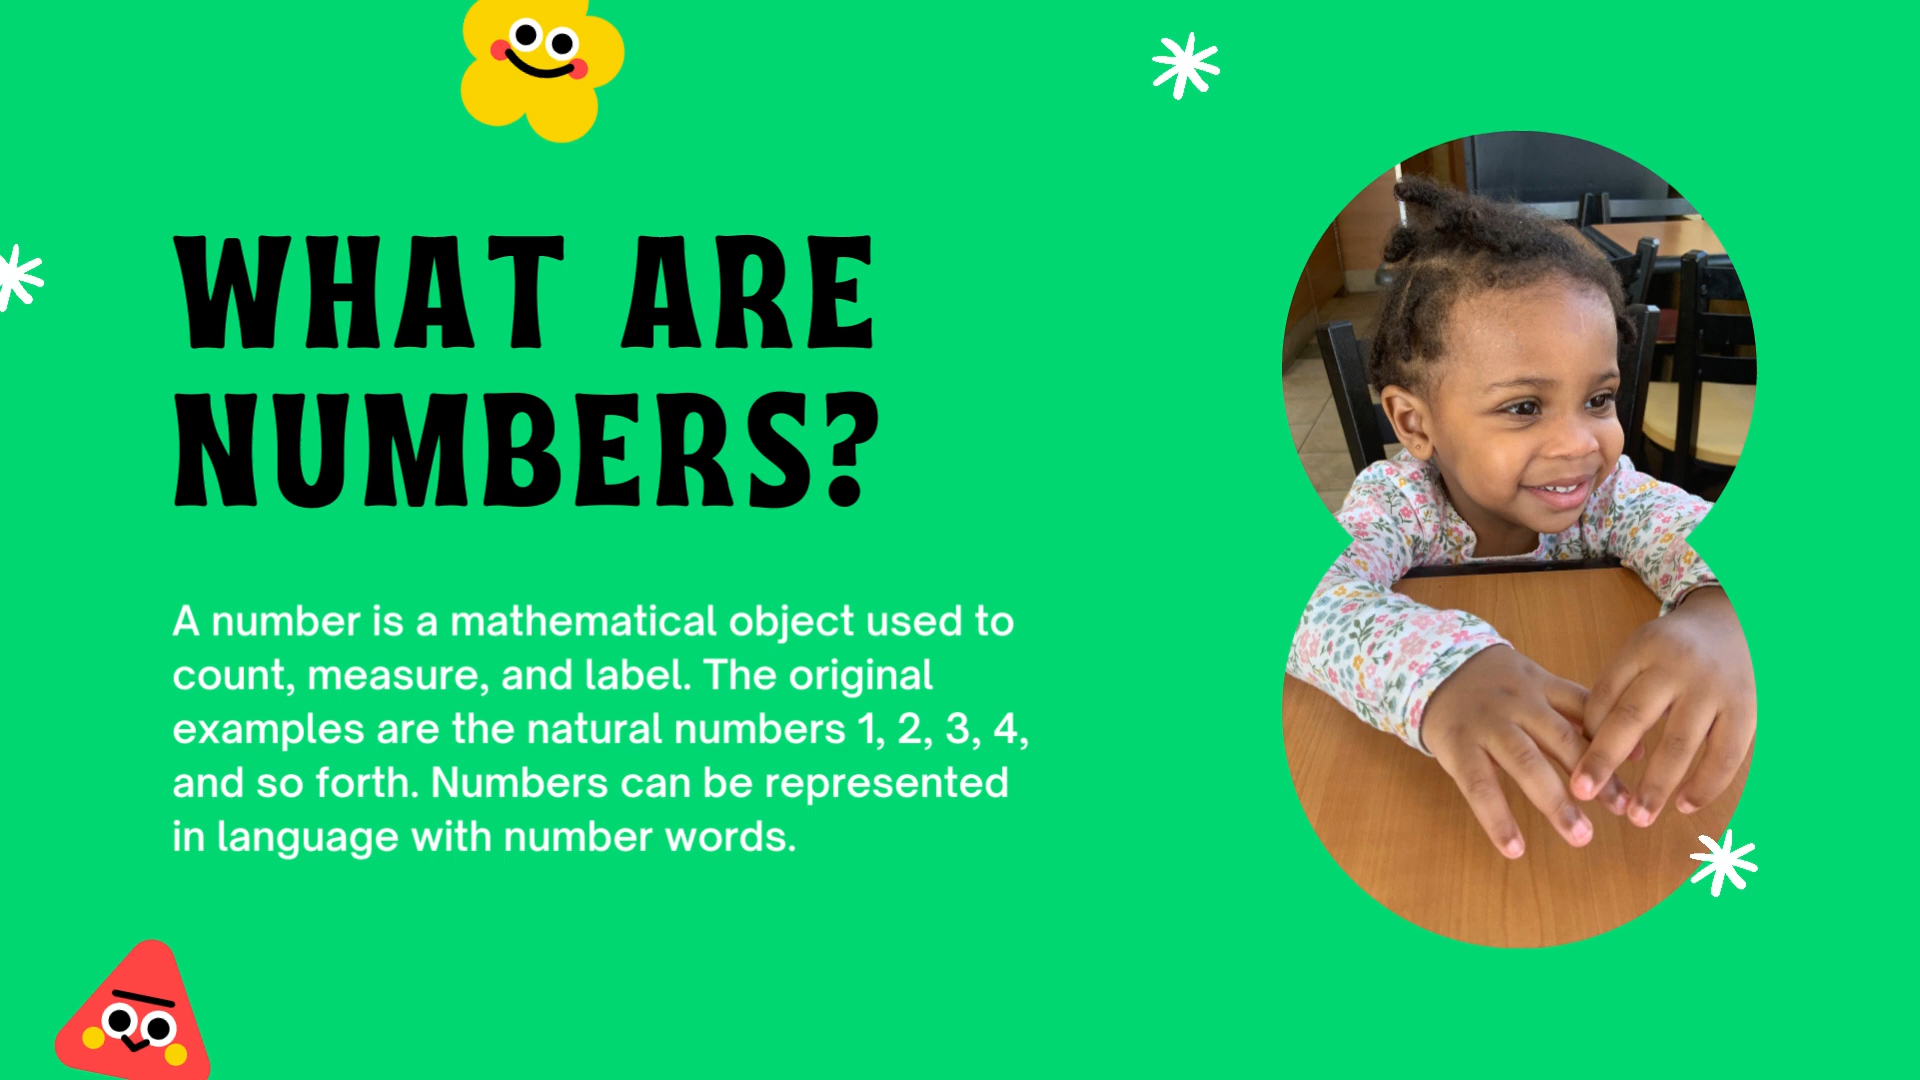 WHAT ARE
NUMBERS?
A number is a mathematical object used to
count, measure, and label. The original
examples are the natural numbers 1, 2, 3, 4,
and so forth. Numbers can be represented
in language with number words.